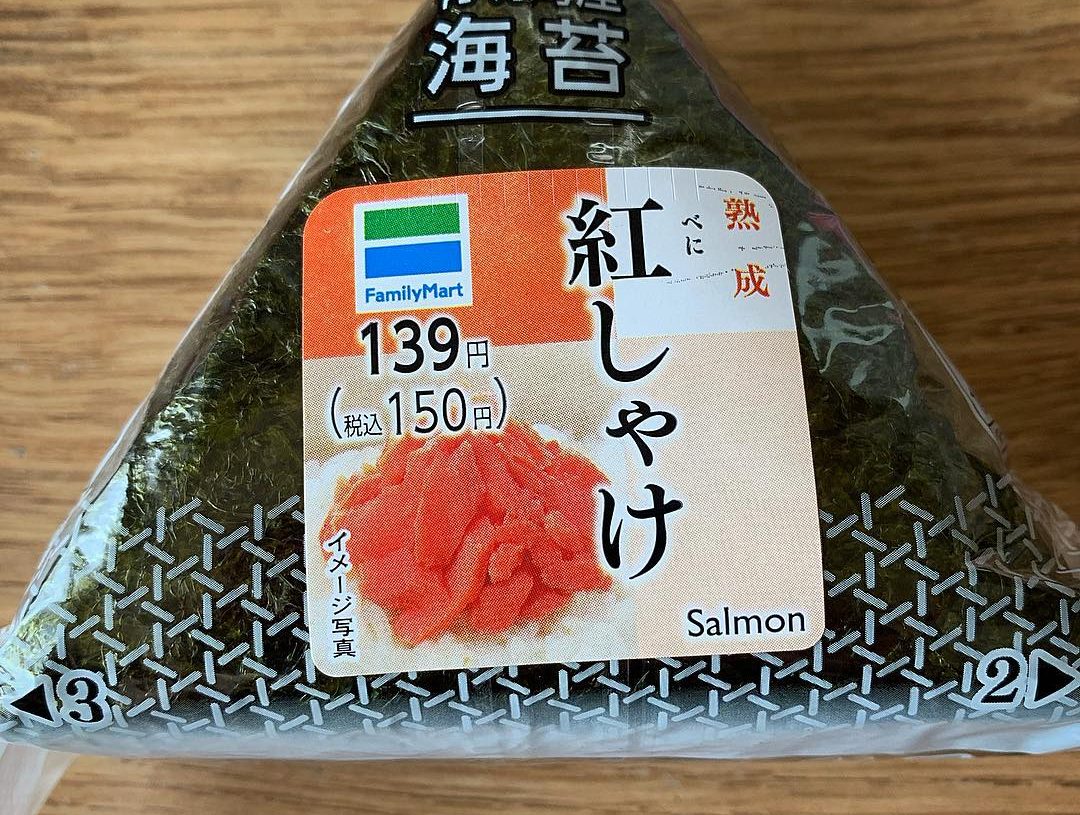 海苔
FamilyMart
139円
(税込150円)
熟成
べに
紅しゃけ
イメージ写真
Salmon
3
2